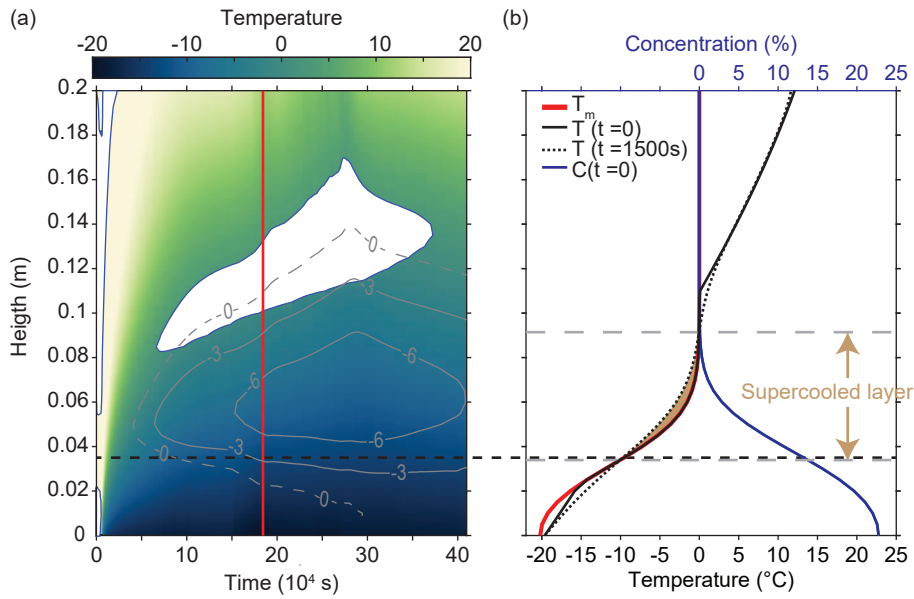 (a)
Temperature
-20 -10 0 10 20
Heigth (m)
0.2
0.18
0.16
0.14
0.12
0.1
0.08
0.06
0.04
0.02
0
0
-3
-6
0
-3
-6
0
-3
-6
-6
-3
0
0 10 20 30 40
Time (10⁴ s)
(b)
Concentration (%)
0 5 10 15 20 25
Tm
T (t =0)
T (t =1500s)
C(t =0)
Supercooled layer
-20 -15 -10 -5 0 5 10 15 20 25
Temperature (°C)